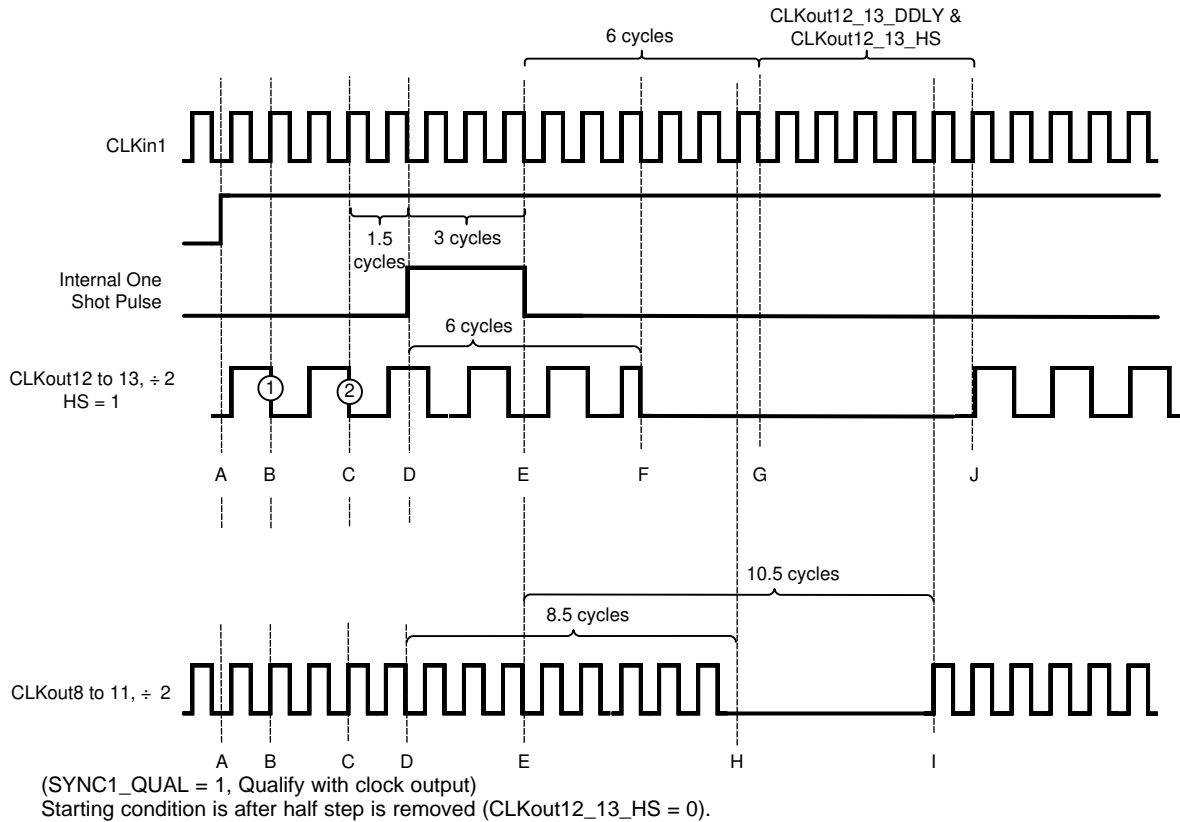 CLKout12_13_DDLY &
CLKout12_13_HS
6 cycles
CLKin1
1.5
cycles
3 cycles
Internal One
Shot Pulse
6 cycles
CLKout12 to 13, ÷ 2
HS = 1
1
2
A B C D E F G J
10.5 cycles
8.5 cycles
CLKout8 to 11, ÷ 2
A B C D E H I
(SYNC1_QUAL = 1, Qualify with clock output)
Starting condition is after half step is removed (CLKout12_13_HS = 0).